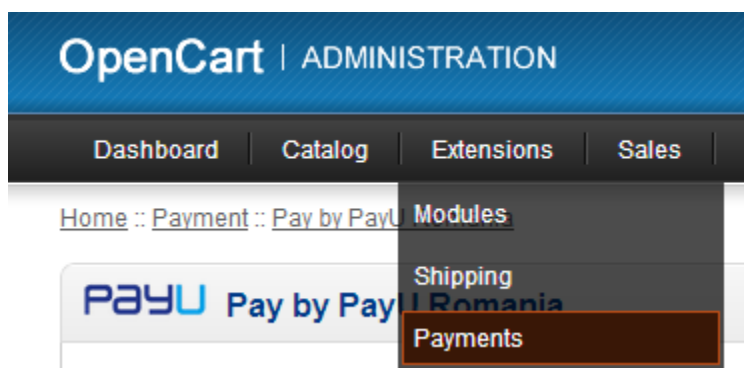 OpenCart | ADMINISTRATION
Dashboard Catalog Extensions Sales
Home :: Payment :: Pay by PayU Romania
Modules
Shipping
PayU Pay by PayU Romania
Payments